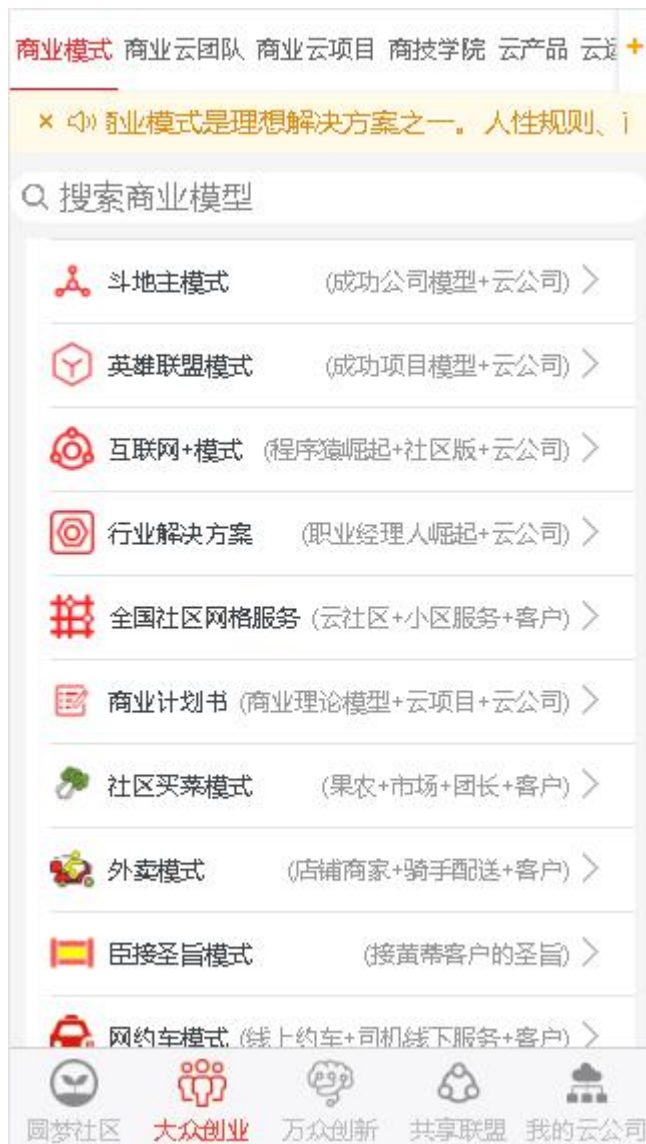 商业模式 商业云团队 商业云项目 商技学院 云产品 云运 +
× 商业模式是理想解决方案之一。人性规则、
搜索商业模型
斗地主模式 (成功公司模型+云公司)
英雄联盟模式 (成功项目模型+云公司)
互联网+模式 (程序猿崛起+社区版+云公司)
行业解决方案 (职业经理人崛起+云公司)
全国社区网格服务 (云社区+小区服务+客户)
商业计划书 (商业理论模型+云项目+云公司)
社区买菜模式 (果农+市场+团长+客户)
外卖模式 (店铺商家+骑手配送+客户)
臣接圣旨模式 (接黄蒂客户的圣旨)
网约车模式 (线上约车+司机线下服务+客户)
圆梦社区 大众创业 万众创新 共享联盟 我的云公司